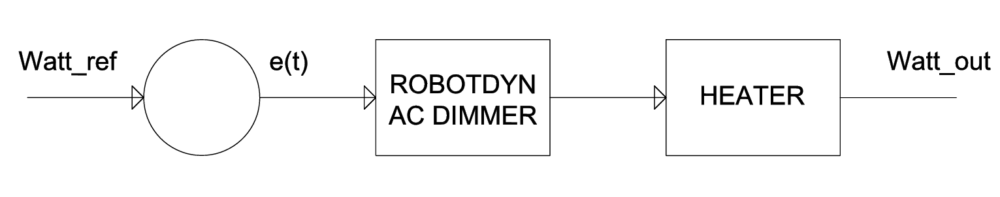 Watt_ref
e(t)
ROBOTDYN
AC DIMMER
HEATER
Watt_out